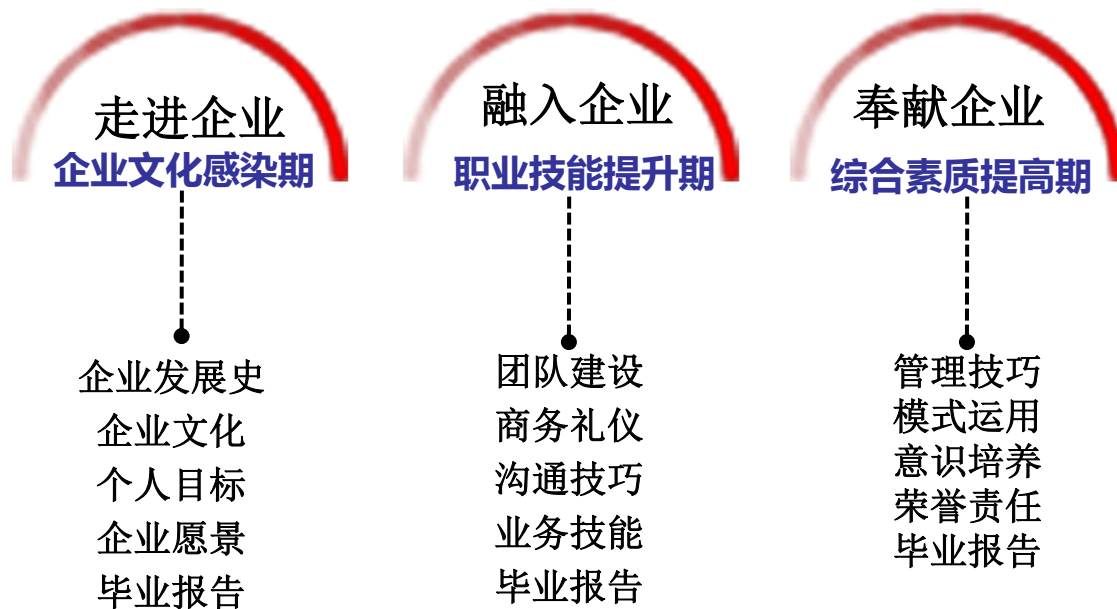 走进企业
企业文化感染期
企业发展史
企业文化
个人目标
企业愿景
毕业报告
融入企业
职业技能提升期
团队建设
商务礼仪
沟通技巧
业务技能
毕业报告
奉献企业
综合素质提高期
管理技巧
模式运用
意识培养
荣誉责任
毕业报告